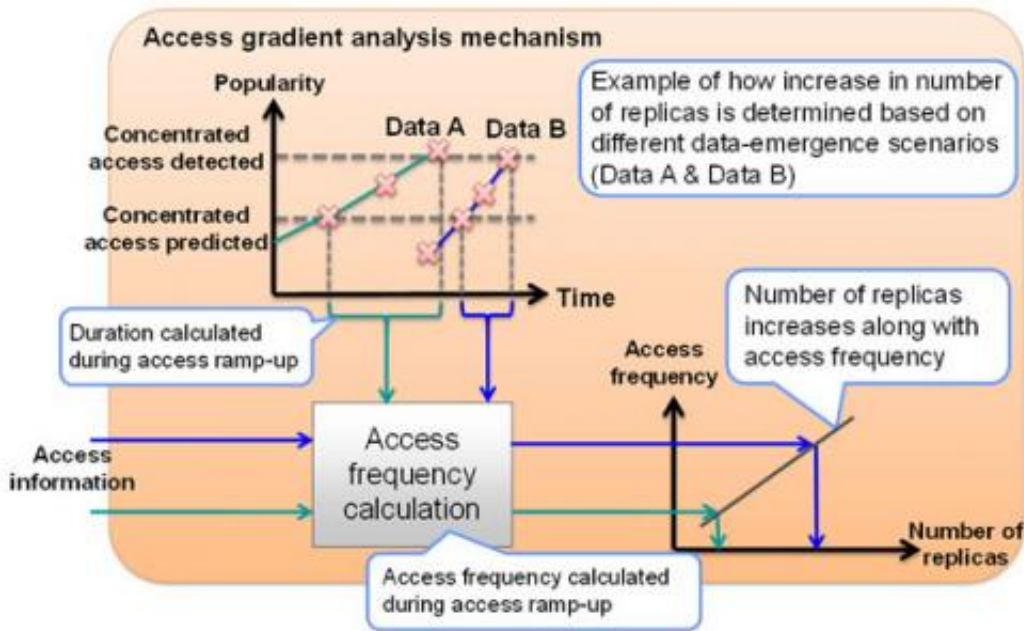 Access gradient analysis mechanism
Popularity
Concentrated
access detected
Data A
Data B
Example of how increase in number
of replicas is determined based on
different data-emergence scenarios
(Data A & Data B)
Concentrated
access predicted
Time
Duration calculated
during access ramp-up
Number of replicas
increases along with
access frequency
Access
frequency
Access
information
Access
frequency
calculation
Number of
replicas
Access frequency calculated
during access ramp-up